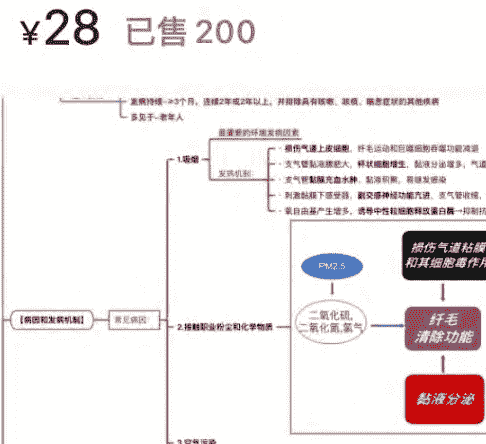 ¥28 已售 200
发病持续→≥3个月，连续2年或2年以上，并排除具有咳嗽、咳痰、喘息症状的其他疾病
多见于→老年人
最重要的环境发病因素
1.吸烟
发病机制
损伤气道上皮细胞，纤毛运动和巨噬细胞吞噬功能减退
支气管黏液腺肥大，杯状细胞增生，黏液分泌增多，气道
支气管黏膜充血水肿，黏液积聚，易继发感染
刺激黏膜下感受器，副交感神经功能亢进，支气管收缩，
氧自由基产生增多，诱导中性粒细胞释放蛋白酶→抑制抗
损伤气道粘膜
和其细胞毒作用
PM2.5
【病因和发病机制】
常见病因
2.接触职业粉尘和化学物质
二氧化硫,
二氧化氮,氯气
纤毛
清除功能
黏液分泌
3.空气污染